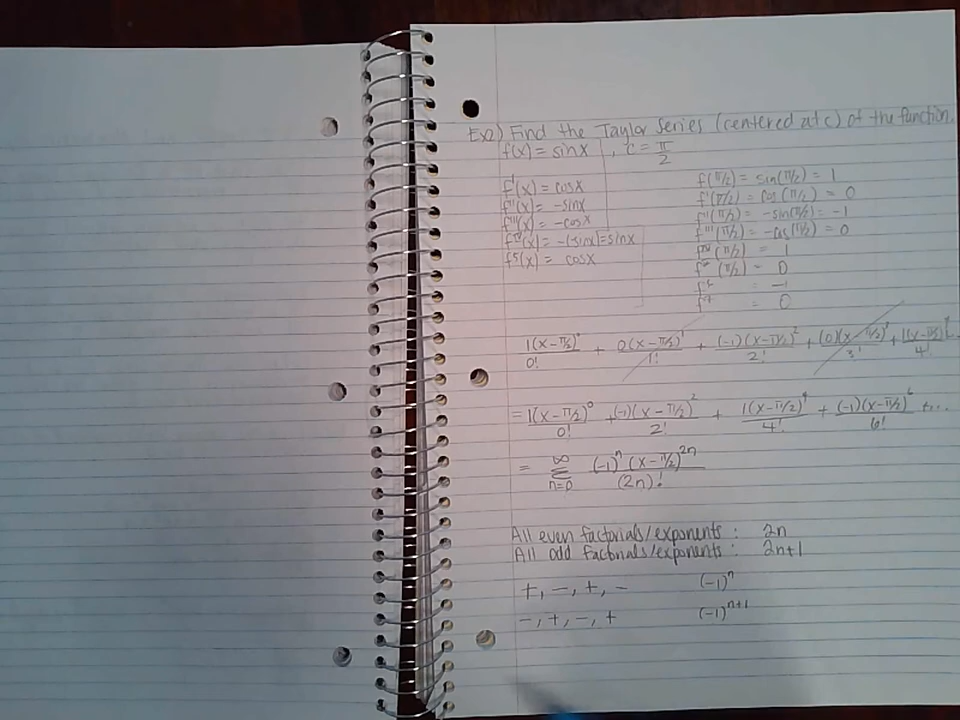 Ex2) Find the Taylor Series (centered at c) of the function.
f(x) = sinx , c = π/2
f'(x) = cosx
f''(x) = -sinx
f'''(x) = -cosx
f^IV(x) = -(-sinx) = sinx
f^5(x) = cosx
f(π/2) = sin(π/2) = 1
f'(π/2) = cos(π/2) = 0
f''(π/2) = -sin(π/2) = -1
f'''(π/2) = -cos(π/2) = 0
f^IV(π/2) = 1
(π/2) = 0
= -1
= 0
1(x-π/2)^0/0! + 0(x-π/2)^1/1! + (-1)(x-π/2)^2/2! + (0)(x-π/2)^3/3! + 1(x-π/2)^4/4!
= 1(x-π/2)^0/0! + (-1)(x-π/2)^2/2! + 1(x-π/2)^4/4! + (-1)(x-π/2)^6/6! + ...
= ∞ Σ n=0 (-1)^n (x-π/2)^2n/(2n)!
All even factorials/exponents : 2n
All odd factorials/exponents : 2n+1
+, -, +, - (-1)^n
-, +, -, + (-1)^n+1